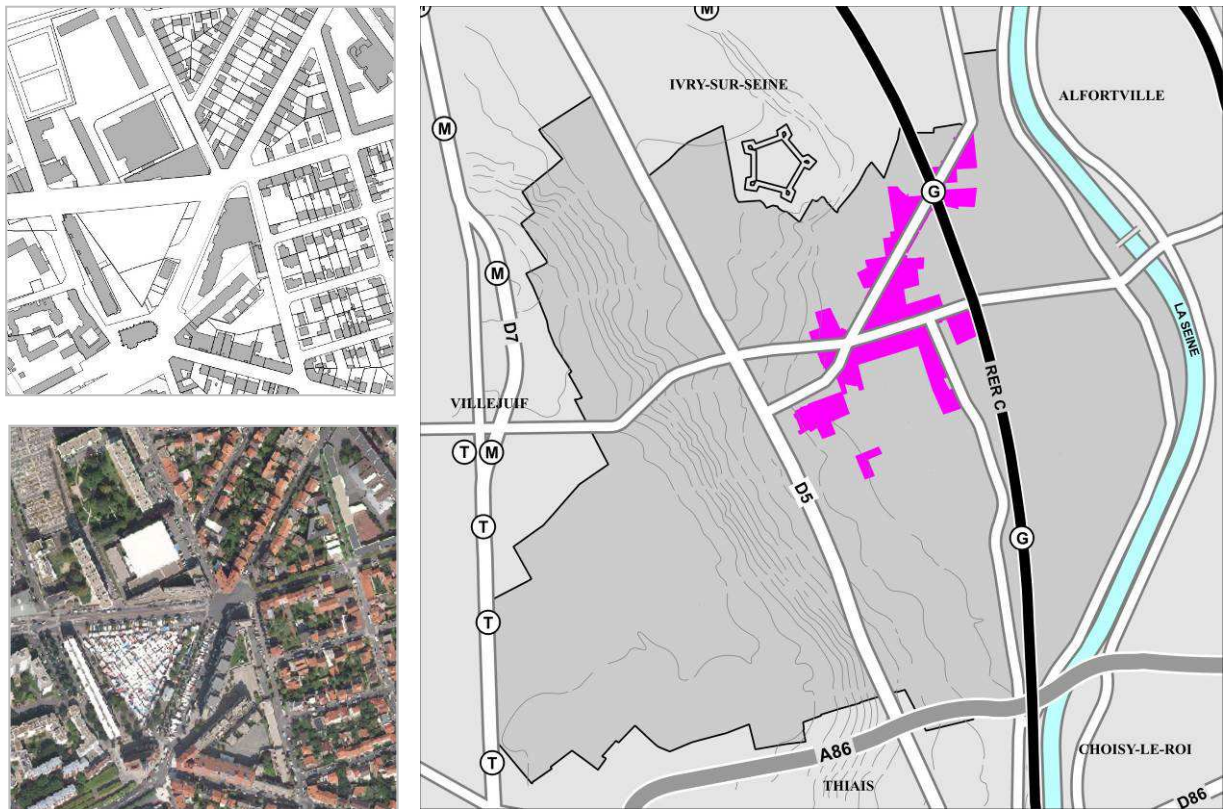 M
M
IVRY-SUR-SEINE
ALFORTVILLE
M
G
M
D7
LA SEINE
RER C
VILLEJUIF
T
M
D5
T
G
T
A86
CHOISY-LE-ROI
T
THIAIS
D86